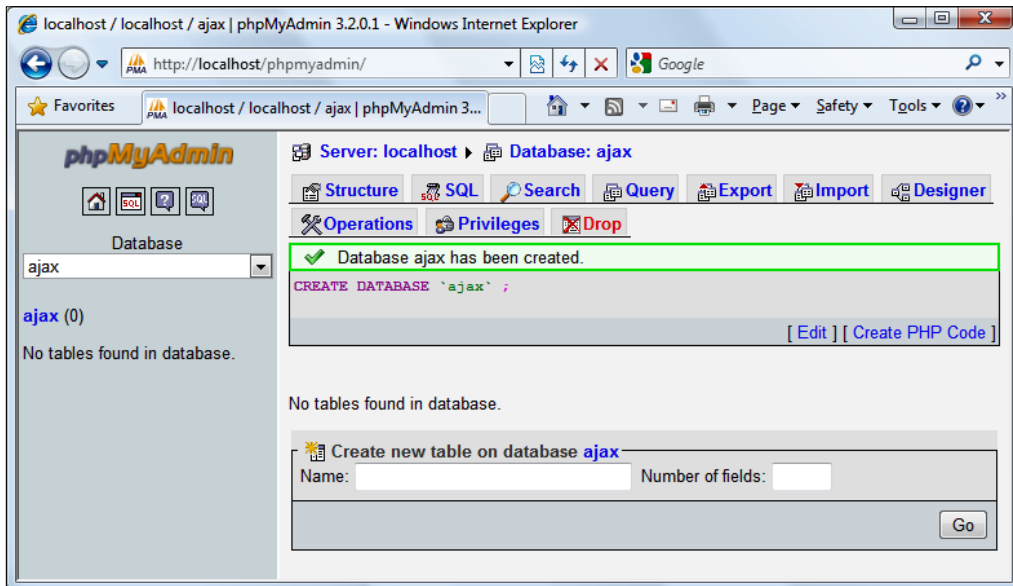 localhost / localhost / ajax | phpMyAdmin 3.2.0.1 - Windows Internet Explorer
PMA http://localhost/phpmyadmin/ Google
Favorites PMA localhost / localhost / ajax | phpMyAdmin 3... Page Safety Tools »
phpMyAdmin
SQL ? SQL
Database
ajax
ajax (0)
No tables found in database.
Server: localhost Database: ajax
Structure SQL Search Query Export Import Designer
Operations Privileges Drop
Database ajax has been created.
CREATE DATABASE `ajax` ;
[ Edit ] [ Create PHP Code ]
No tables found in database.
Create new table on database ajax
Name: Number of fields:
Go